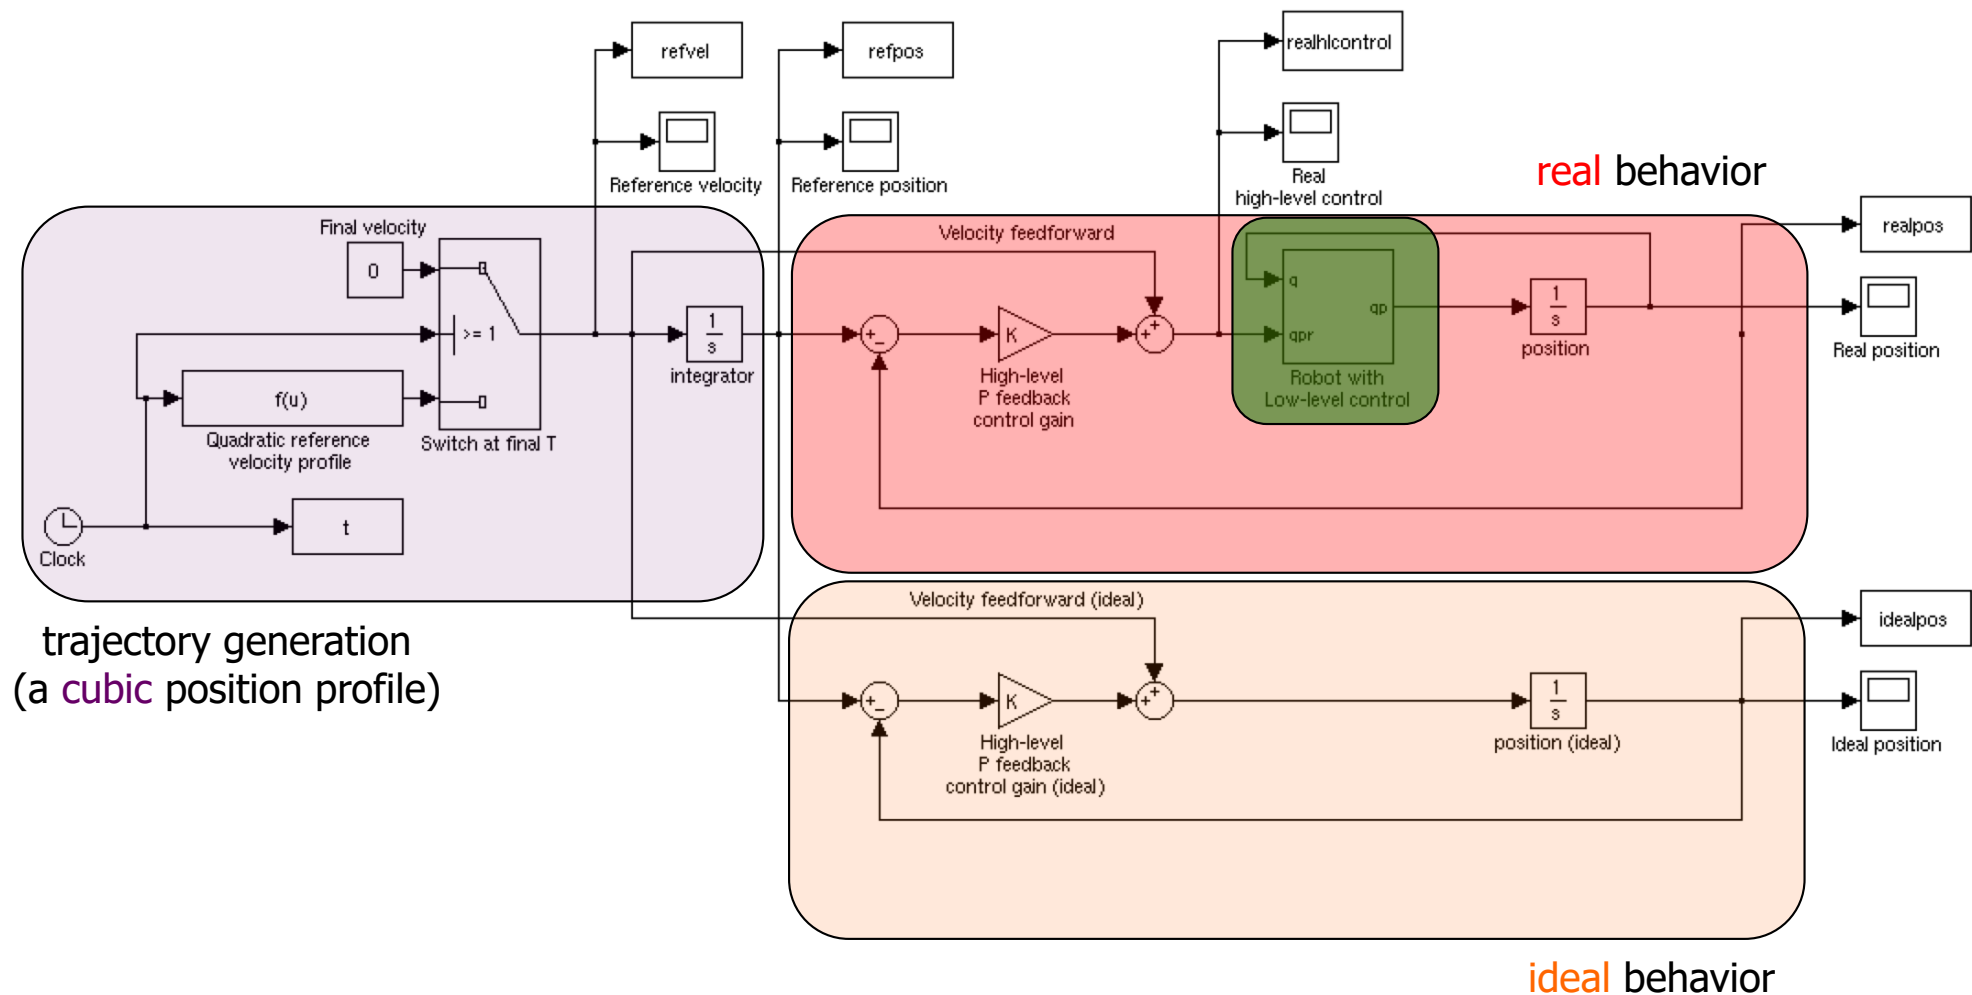 refvel
refpos
realhlcontrol
Reference velocity
Reference position
Real
high-level control
real behavior
Final velocity
0
>= 1
f(u)
Quadratic reference
velocity profile
Switch at final T
t
Clock
1
s
integrator
trajectory generation
(a cubic position profile)
Velocity feedforward
+
_
K
High-level
P feedback
control gain
+
+
q
qp
qpr
Robot with
Low-level control
1
s
position
realpos
Real position
Velocity feedforward (ideal)
+
_
K
High-level
P feedback
control gain (ideal)
+
+
1
s
position (ideal)
idealpos
Ideal position
ideal behavior